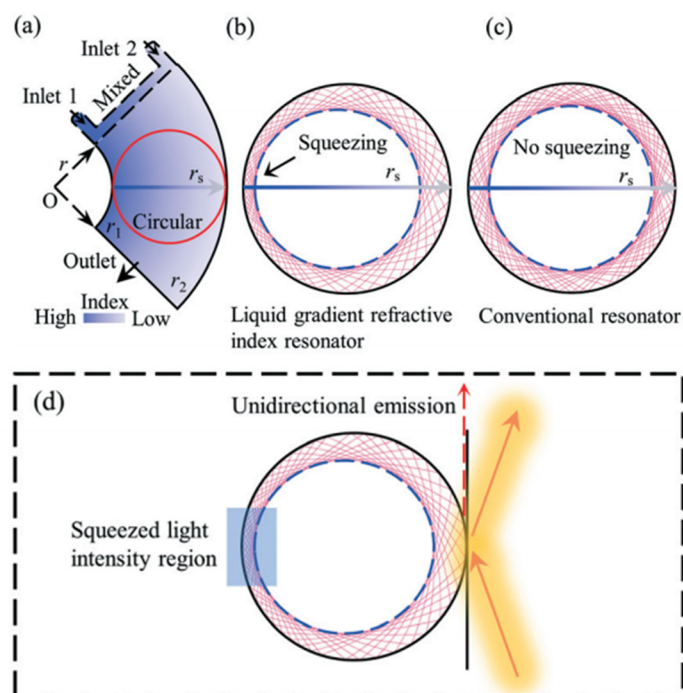 (a)
Inlet 2
Inlet 1
Mixed
r
O
r₁
rₛ
Circular
Outlet
r₂
Index
High Low
(b)
Squeezing
rₛ
Liquid gradient refractive
index resonator
(c)
No squeezing
rₛ
Conventional resonator
(d)
Unidirectional emission
Squeezed light
intensity region